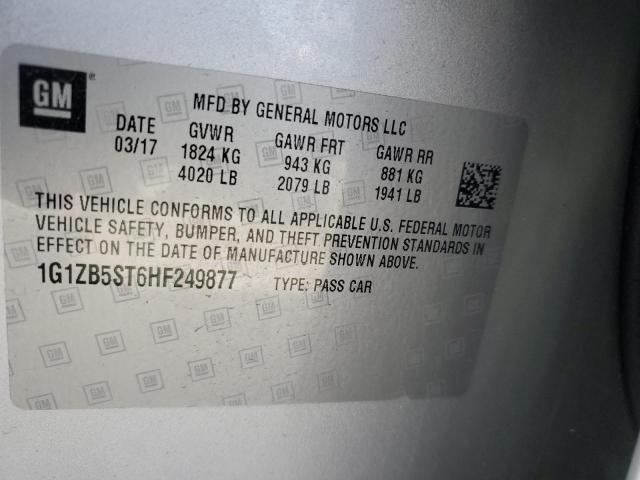 GM
MFD BY GENERAL MOTORS LLC
DATE GVWR GAWR FRT GAWR RR
03/17 1824 KG 943 KG 881 KG
4020 LB 2079 LB 1941 LB
THIS VEHICLE CONFORMS TO ALL APPLICABLE U.S. FEDERAL MOTOR
VEHICLE SAFETY, BUMPER, AND THEFT PREVENTION STANDARDS IN
EFFECT ON THE DATE OF MANUFACTURE SHOWN ABOVE.
1G1ZB5ST6HF249877 TYPE: PASS CAR